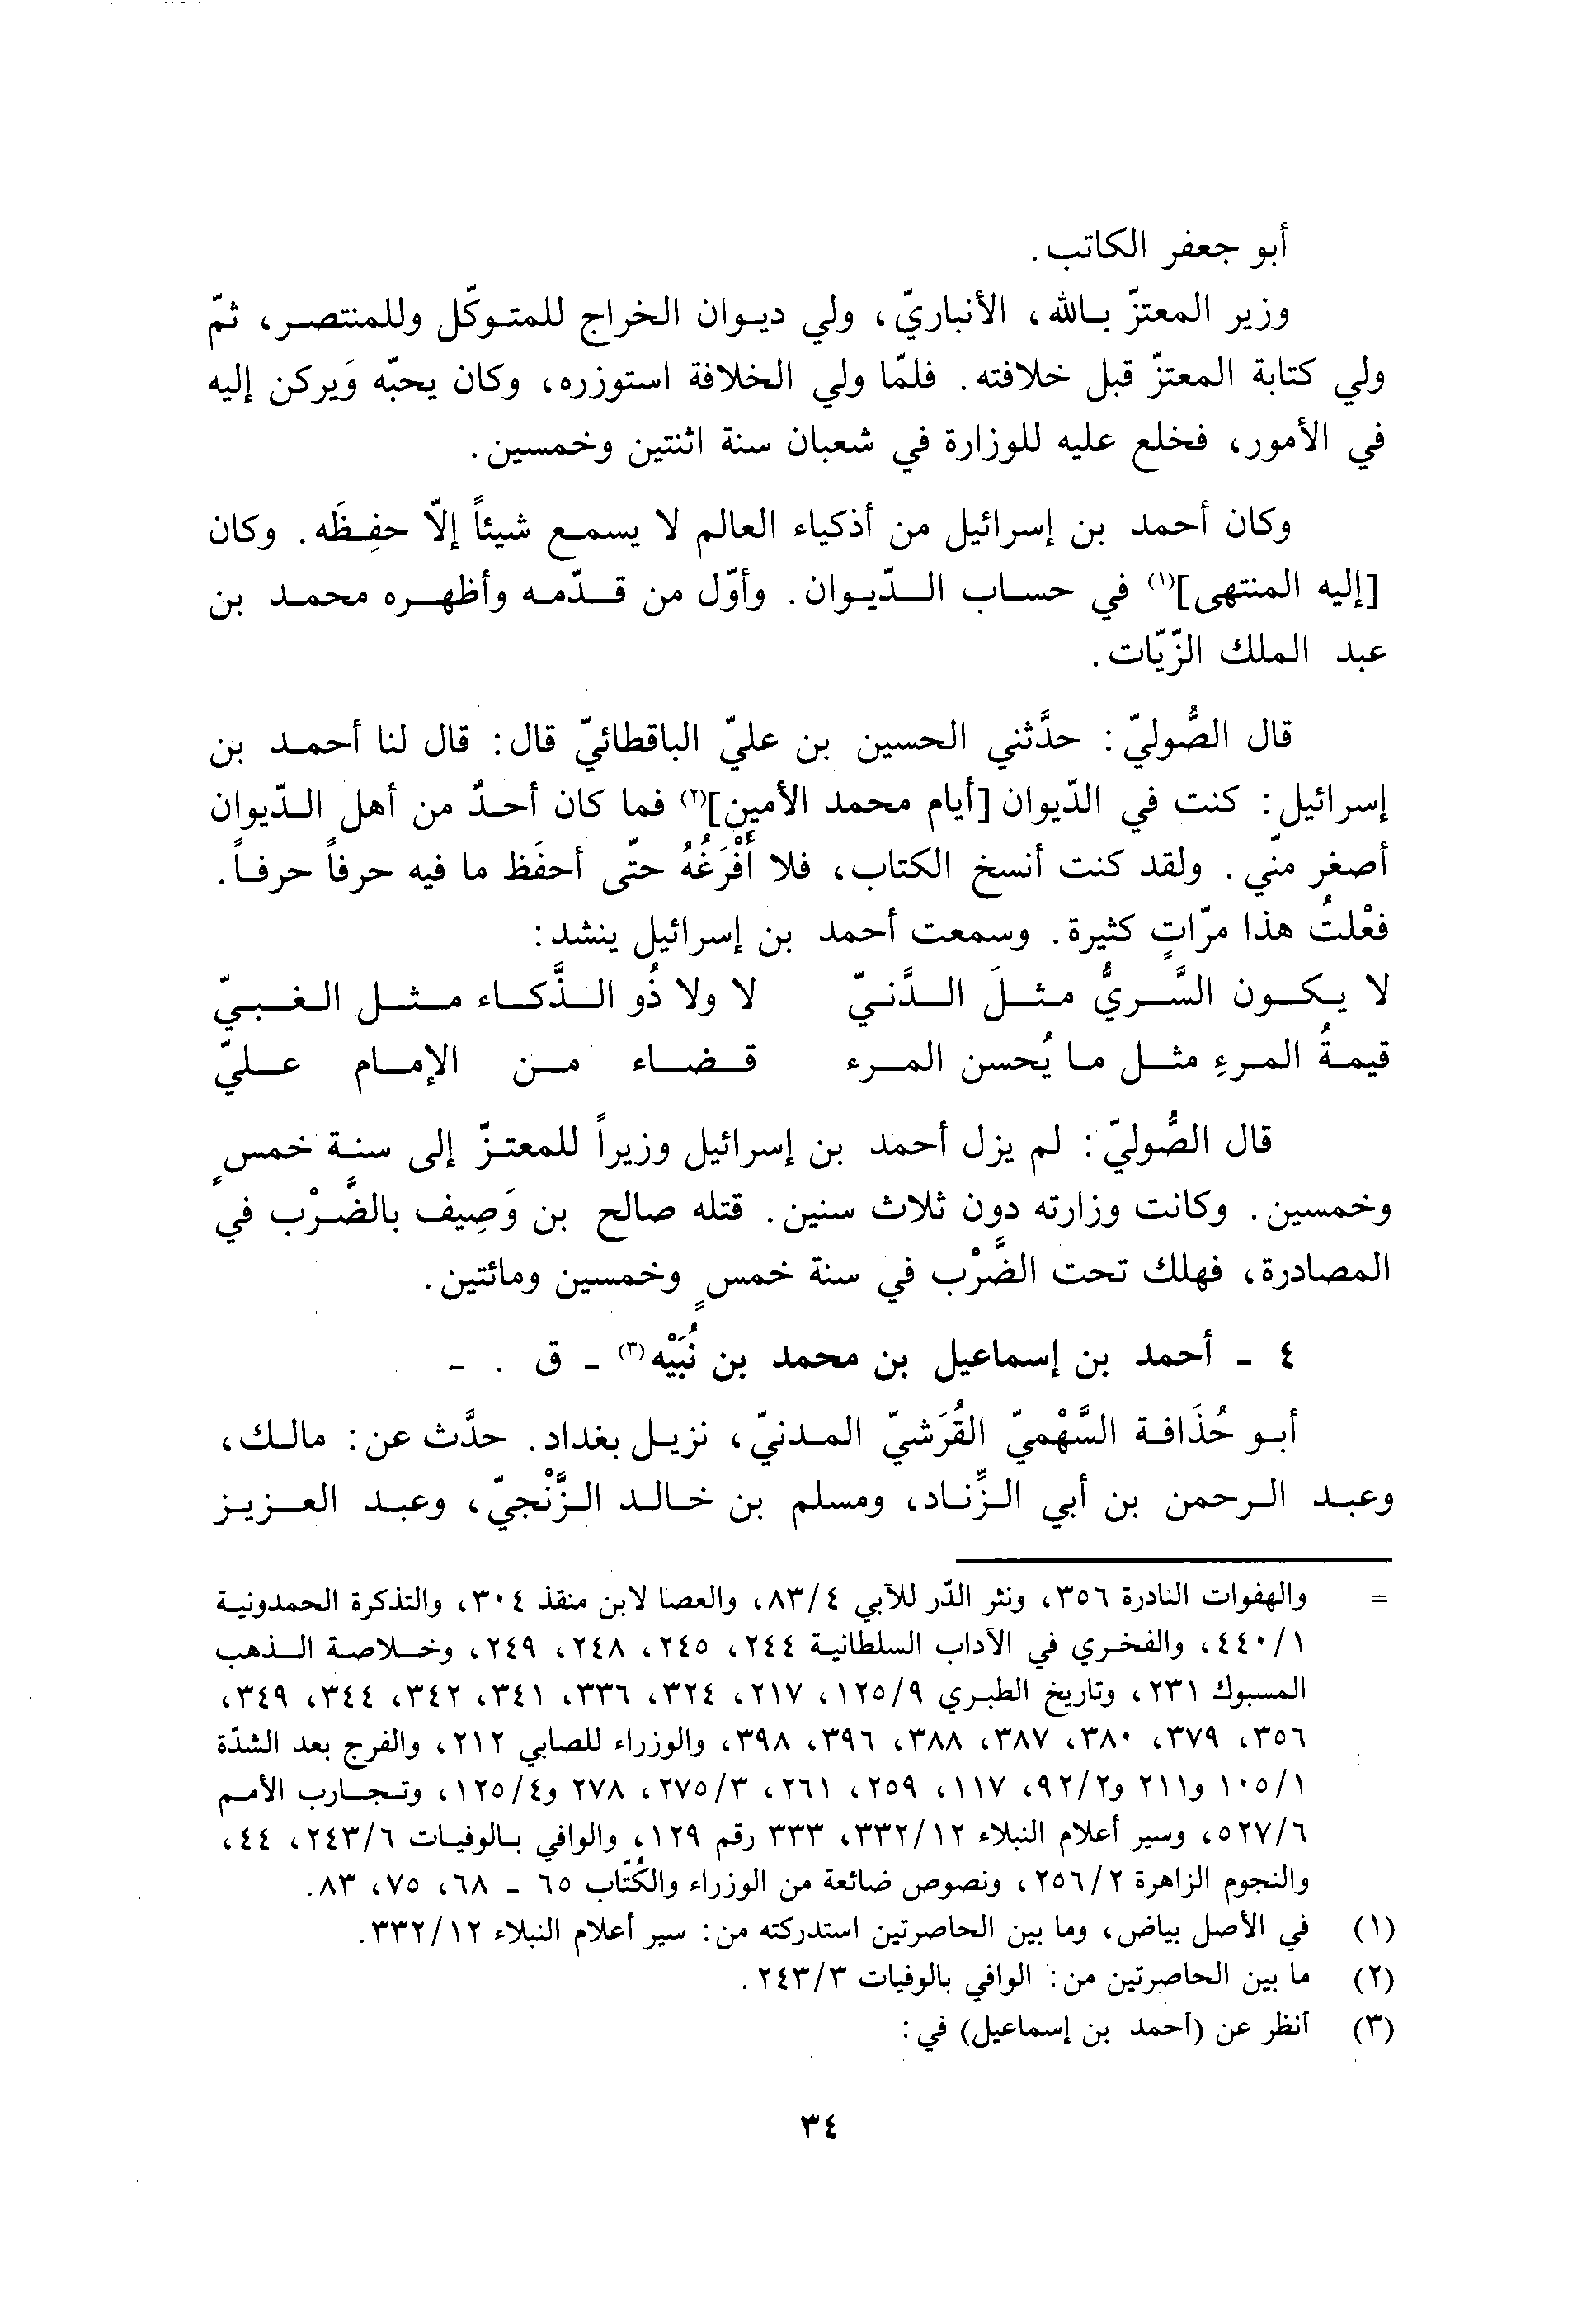 أبو جعفر الكاتب.
وزير المعتزّ بالله، الأنباريّ، ولي ديوان الخراج للمتوكّل وللمنتصر، ثمّ
ولي كتابة المعتزّ قبل خلافته. فلمّا ولي الخلافة استوزره، وكان يحبّه وَيركن إليه
في الأمور، فخلع عليه للوزارة في شعبان سنة اثنتين وخمسين.
وكان أحمد بن إسرائيل من أذكياء العالم لا يسمع شيئاً إلّا حفِظَه. وكان
[إليه المنتهى](١) في حساب الدّيوان. وأوّل من قدّمه وأظهره محمد بن
عبد الملك الزّيّات.
قال الصُّوليّ: حدَّثني الحسين بن عليّ الباقطائيّ قال: قال لنا أحمد بن
إسرائيل: كنت في الدّيوان [أيام محمد الأمين](٢) فما كان أحدٌ من أهل الدّيوان
أصغر منّي. ولقد كنت أنسخ الكتاب، فلا أَفْرَغُهُ حتّى أحفَظ ما فيه حرفاً حرفاً.
فعْلتُ هذا مرّاتٍ كثيرة. وسمعت أحمد بن إسرائيل ينشد:
لا يكون السَّريُّ مثلَ الدَّنيّ لا ولا ذُو الذَّكاء مثل الغبيّ
قيمةُ المرءِ مثل ما يُحسن المرء قضاء من الإمام عليّ
قال الصُّوليّ: لم يزل أحمد بن إسرائيل وزيراً للمعتزّ إلى سنة خمسٍ
وخمسين. وكانت وزارته دون ثلاث سنين. قتله صالح بن وَصِيف بالضَّرْب في
المصادرة، فهلك تحت الضَّرْب في سنة خمسٍ وخمسين ومائتين.
٤ - أحمد بن إسماعيل بن محمد بن نُبَيْه(٣) - ق . -
أبو حُذَافة السَّهْميّ القُرَشيّ المدنيّ، نزيل بغداد. حدَّث عن: مالك،
وعبد الرحمن بن أبي الزِّناد، ومسلم بن خالد الزَّنْجيّ، وعبد العزيز
= والهفوات النادرة ٣٥٦، ونثر الدّر للآبي ٨٣/٤، والعصا لابن منقذ ٣٠٤، والتذكرة الحمدونية
٤٤٠/١، والفخري في الآداب السلطانية ٢٤٤، ٢٤٥، ٢٤٨، ٢٤٩، وخلاصة الذهب
المسبوك ٢٣١، وتاريخ الطبري ١٢٥/٩، ٢١٧، ٣٢٤، ٣٣٦، ٣٤١، ٣٤٢، ٣٤٤، ٣٤٩،
٣٥٦، ٣٧٩، ٣٨٠، ٣٨٧، ٣٨٨، ٣٩٦، ٣٩٨، والوزراء للصابي ٢١٢، والفرج بعد الشدّة
١٠٥/١ و٢١١ و٩٢/٢، ١١٧، ٢٥٩، ٢٦١، ٢٧٥/٣، ٢٧٨ و١٢٥/٤، وتجارب الأمم
٥٢٧/٦، وسير أعلام النبلاء ٣٣٢/١٢، ٣٣٣ رقم ١٢٩، والوافي بالوفيات ٢٤٣/٦، ٤٤،
والنجوم الزاهرة ٢٥٦/٢، ونصوص ضائعة من الوزراء والكُتّاب ٦٥ - ٦٨، ٧٥، ٨٣.
(١) في الأصل بياض، وما بين الحاصرتين استدركته من: سير أعلام النبلاء ٣٣٢/١٢.
(٢) ما بين الحاصرتين من: الوافي بالوفيات ٢٤٣/٣.
(٣) أنظر عن (أحمد بن إسماعيل) في:
٣٤